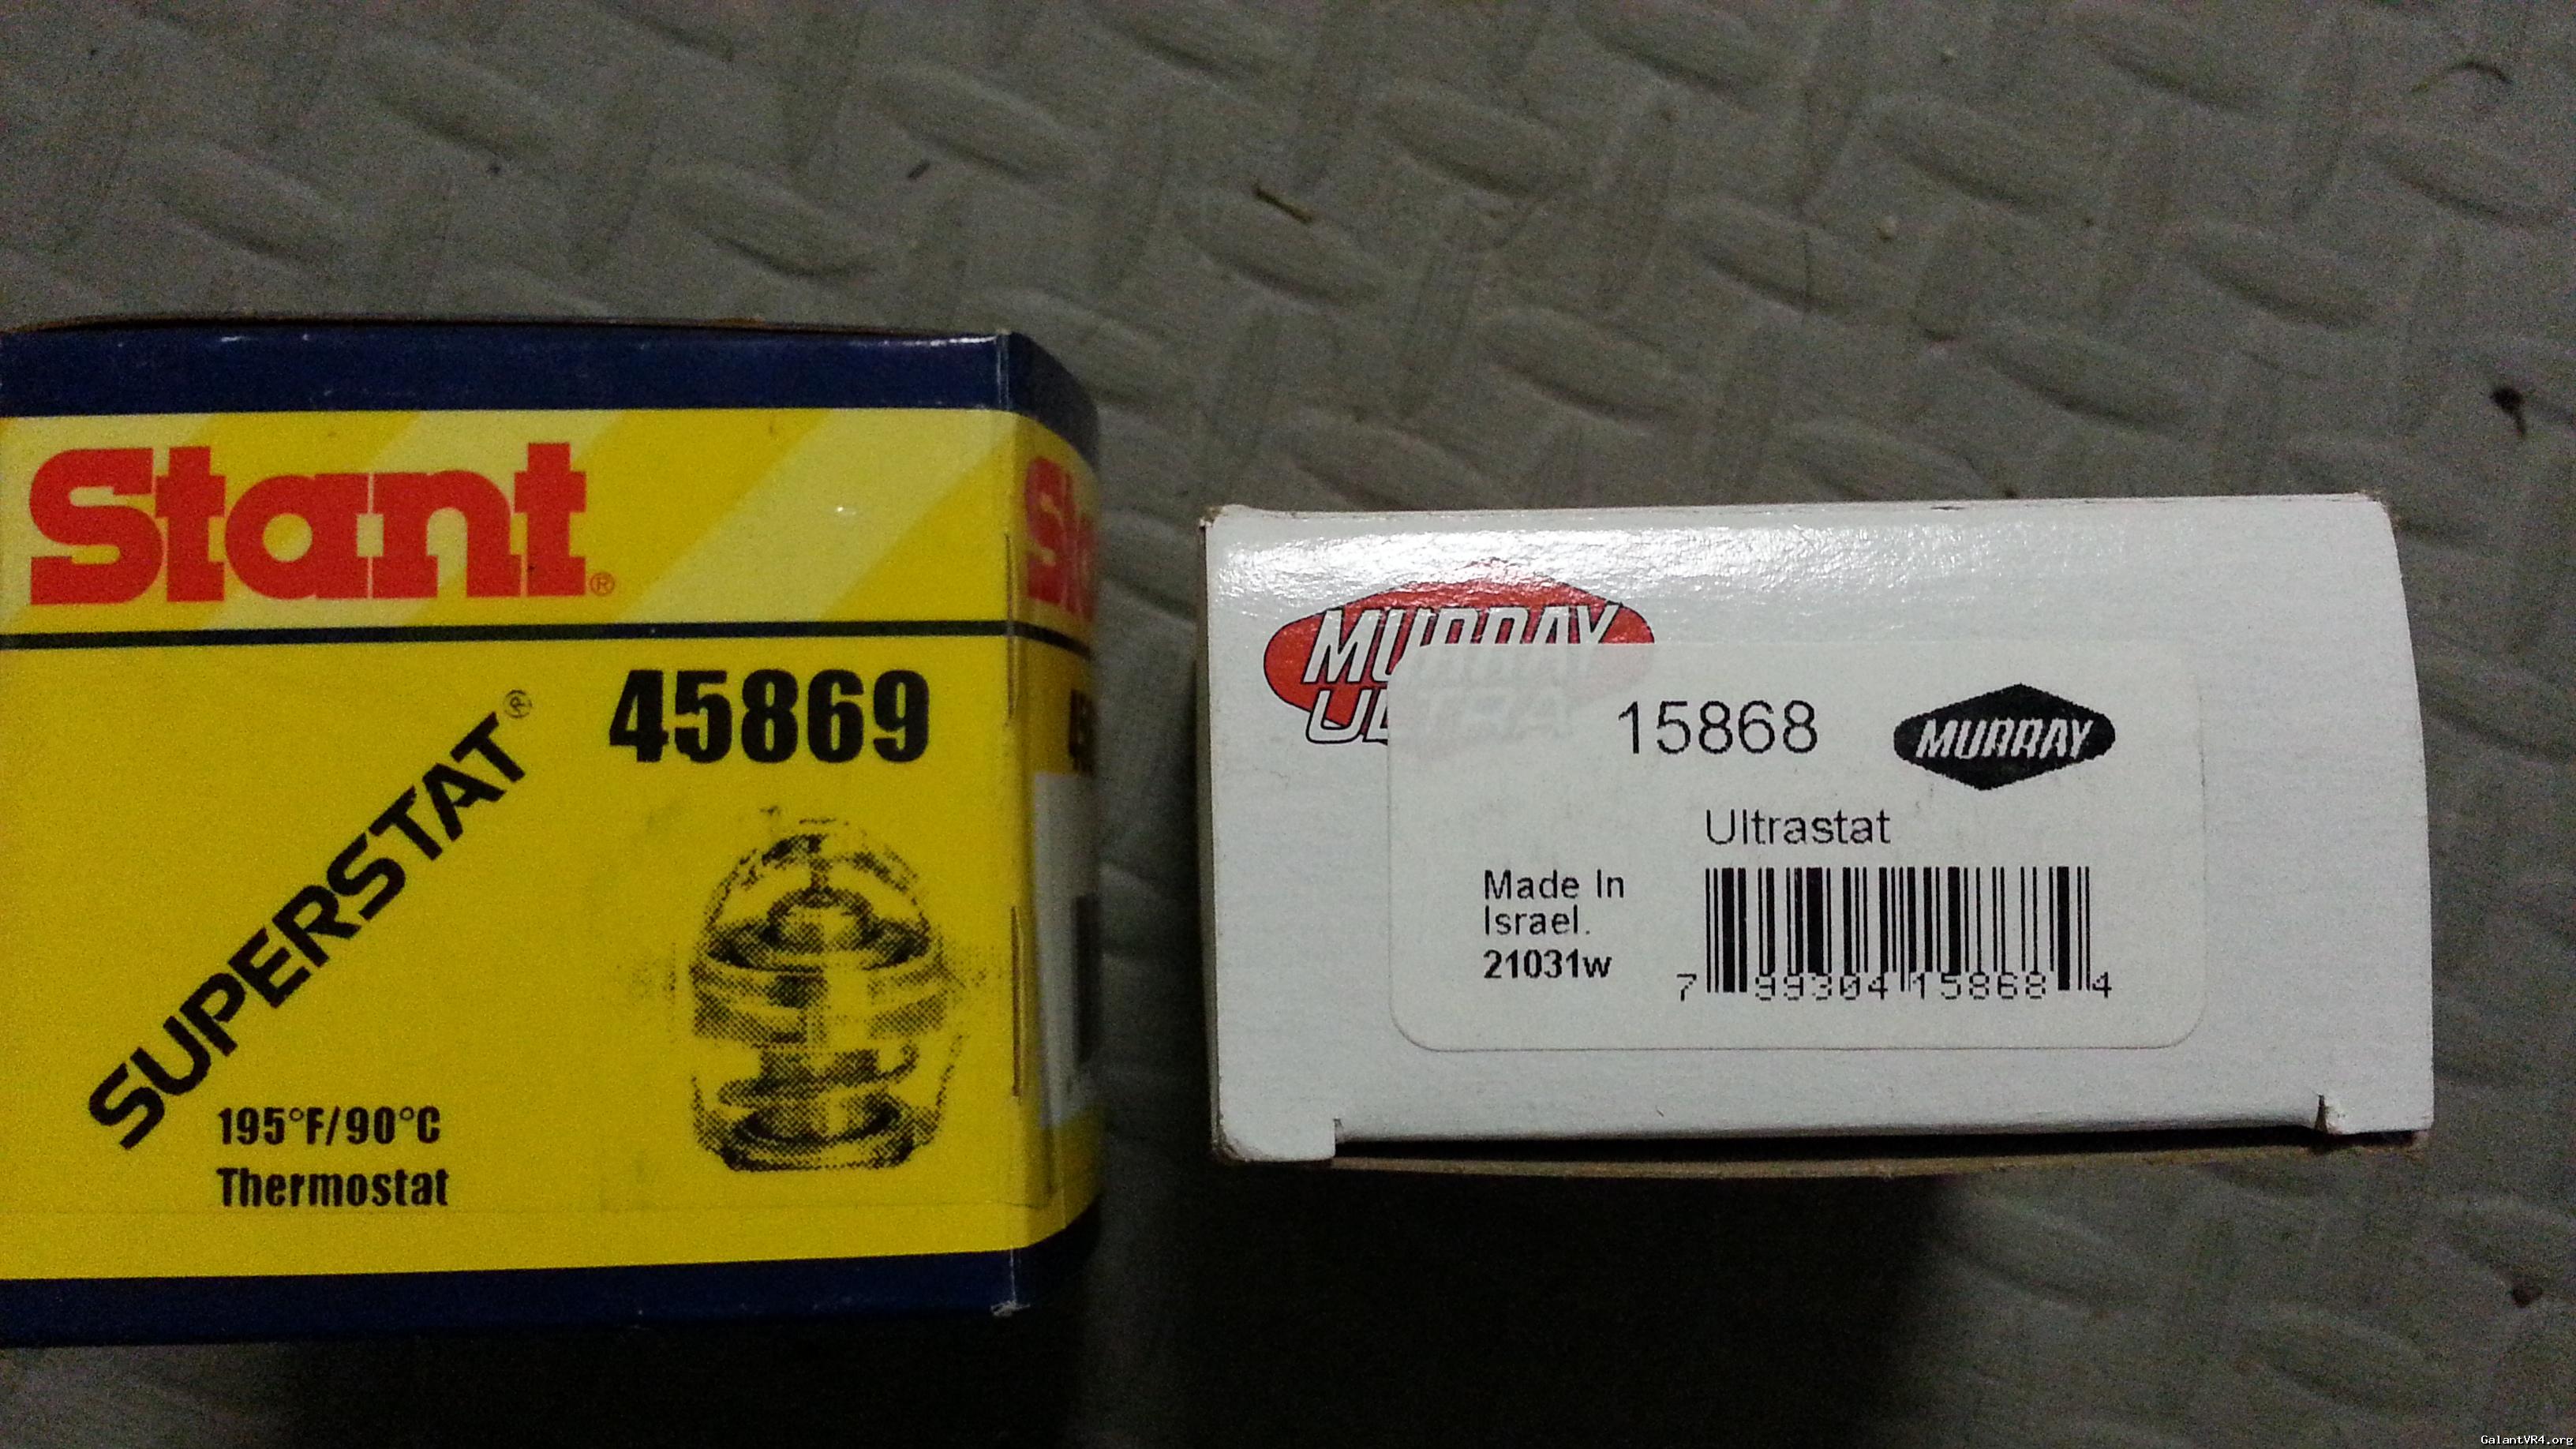 Stant®
45869
SUPERSTAT®
195°F/90°C
Thermostat
MURRAY
ULTRA
15868
MURRAY
Ultrastat
Made In
Israel.
21031w
7 99304 15868 4
GalantVR4.org